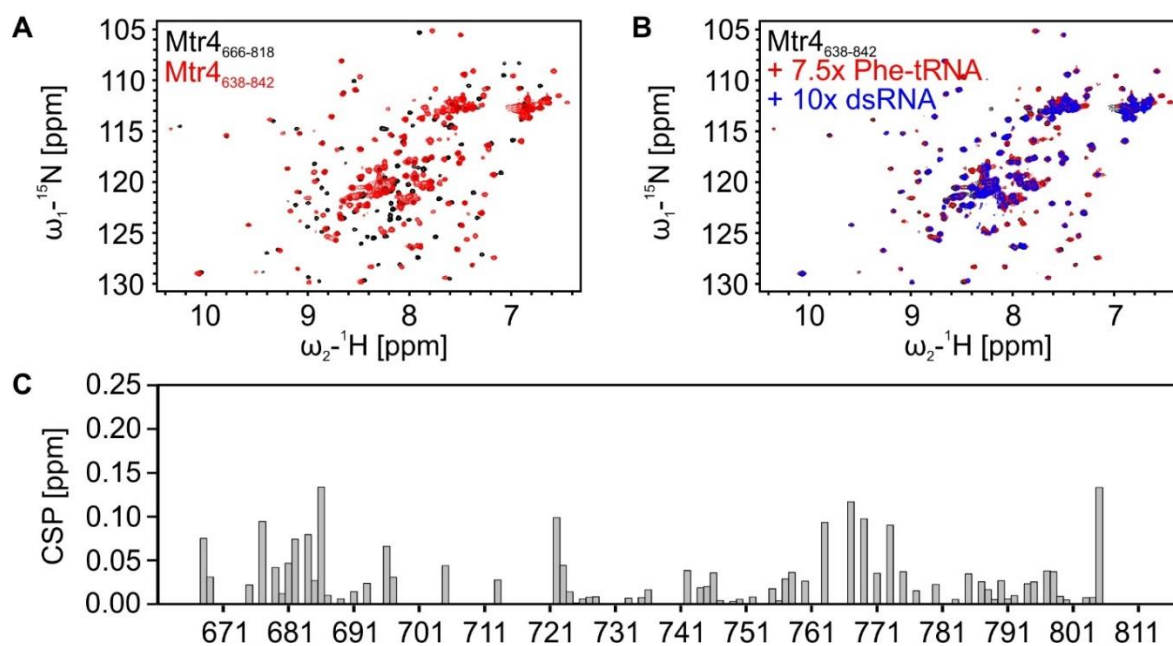 A
Mtr4666-818
Mtr4638-842
105
110
115
120
125
130
ω1-15N [ppm]
10 9 8 7
ω2-1H [ppm]
B
Mtr4638-842
+ 7.5x Phe-tRNA
+ 10x dsRNA
105
110
115
120
125
130
ω1-15N [ppm]
10 9 8 7
ω2-1H [ppm]
C
0.25
0.20
0.15
0.10
0.05
0.00
CSP [ppm]
671 681 691 701 711 721 731 741 751 761 771 781 791 801 811